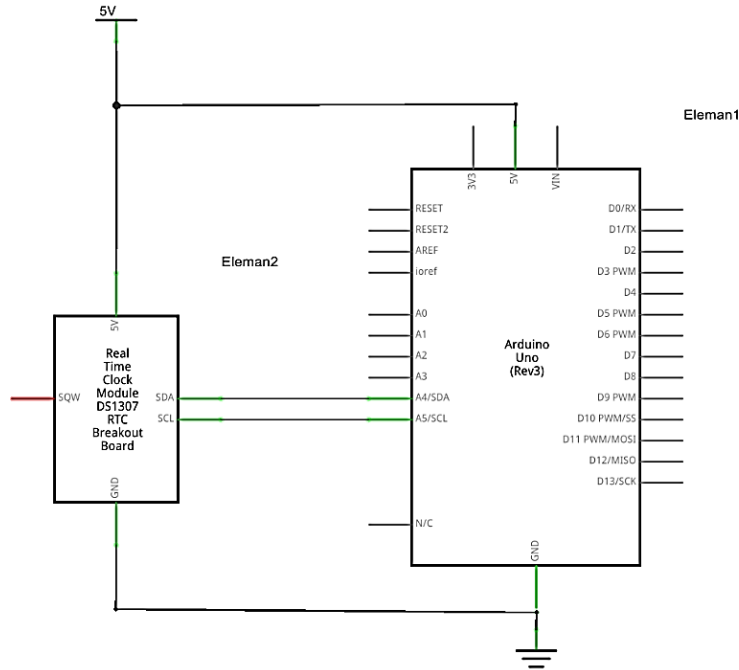 5V
Eleman1
Eleman2
3V3
5V
VIN
RESET
RESET2
AREF
ioref
A0
A1
A2
A3
A4/SDA
A5/SCL
N/C
Arduino
Uno
(Rev3)
D0/RX
D1/TX
D2
D3 PWM
D4
D5 PWM
D6 PWM
D7
D8
D9 PWM
D10 PWM/SS
D11 PWM/MOSI
D12/MISO
D13/SCK
GND
5V
Real
Time
Clock
Module
DS1307
RTC
Breakout
Board
SQW
SDA
SCL
GND